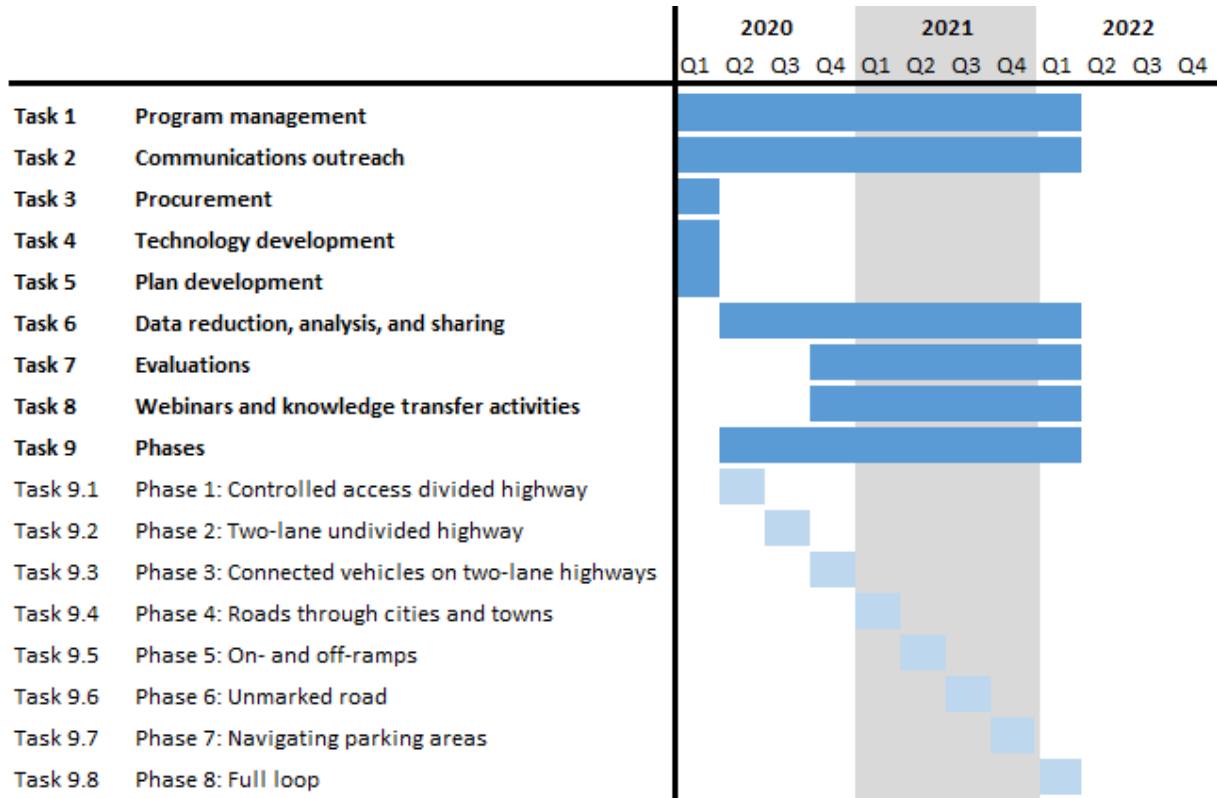 2020 2021 2022
Q1 Q2 Q3 Q4 Q1 Q2 Q3 Q4 Q1 Q2 Q3 Q4
Task 1 Program management
Task 2 Communications outreach
Task 3 Procurement
Task 4 Technology development
Task 5 Plan development
Task 6 Data reduction, analysis, and sharing
Task 7 Evaluations
Task 8 Webinars and knowledge transfer activities
Task 9 Phases
Task 9.1 Phase 1: Controlled access divided highway
Task 9.2 Phase 2: Two-lane undivided highway
Task 9.3 Phase 3: Connected vehicles on two-lane highways
Task 9.4 Phase 4: Roads through cities and towns
Task 9.5 Phase 5: On- and off-ramps
Task 9.6 Phase 6: Unmarked road
Task 9.7 Phase 7: Navigating parking areas
Task 9.8 Phase 8: Full loop